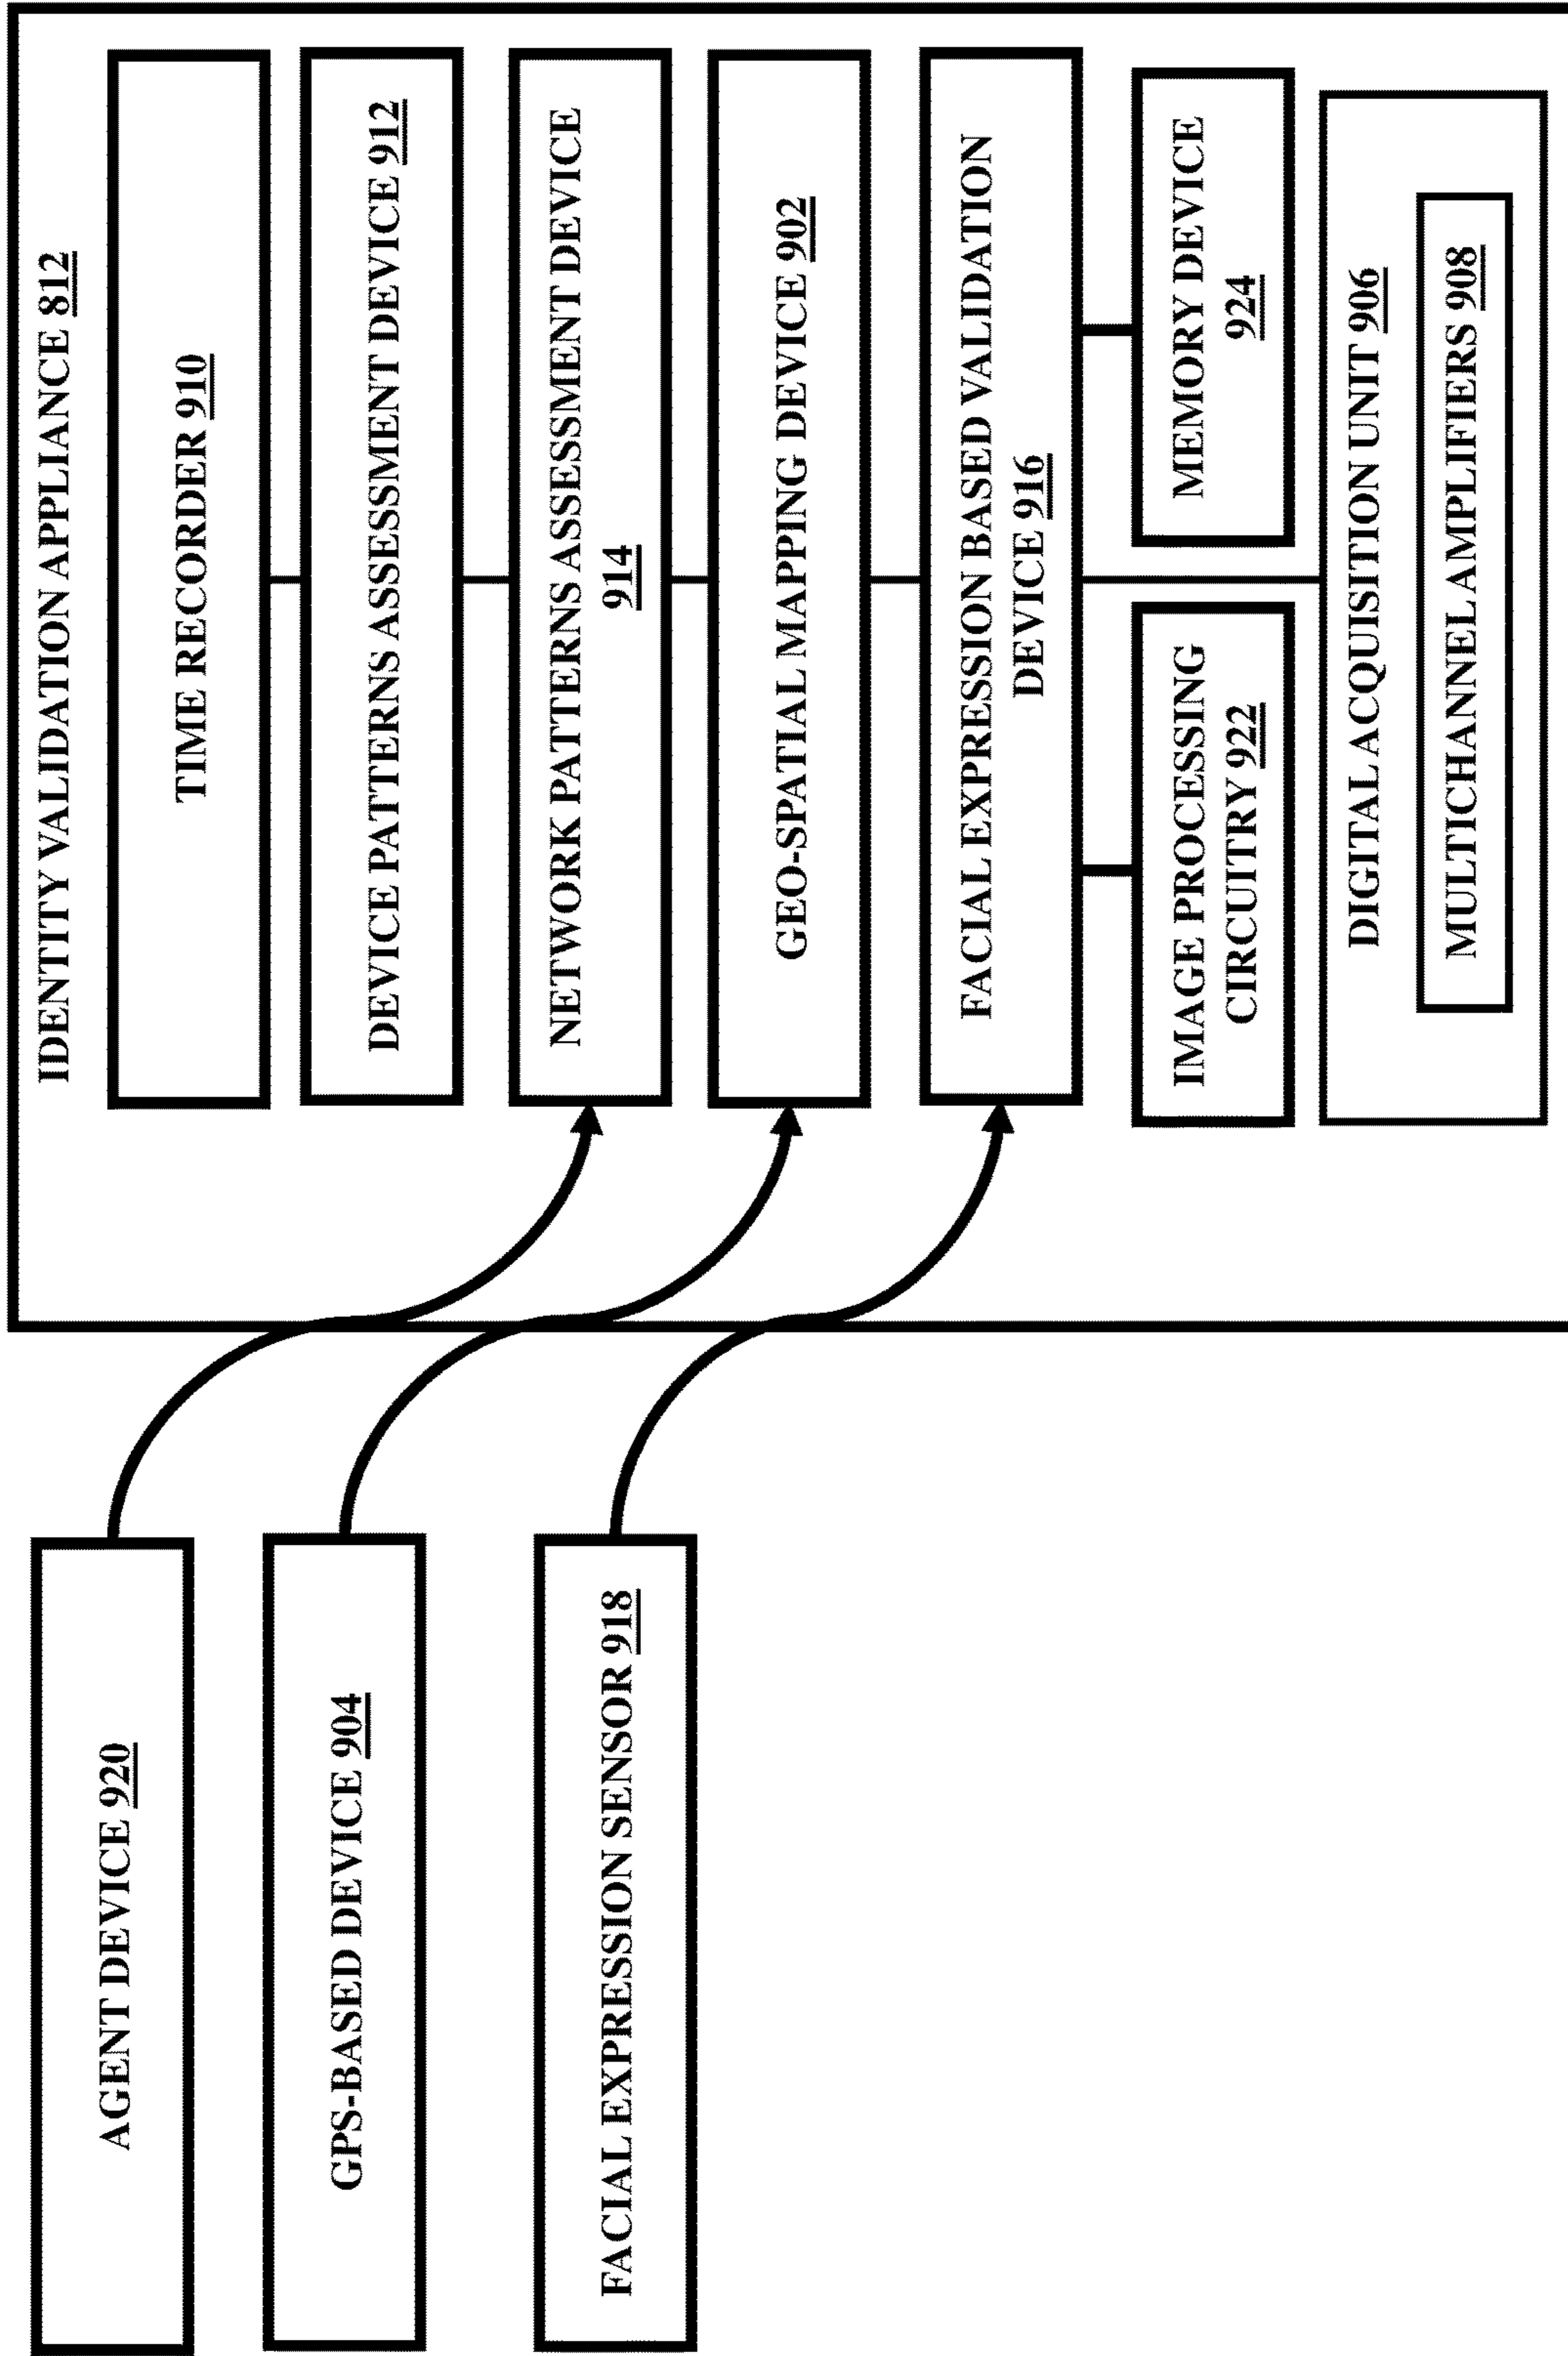 AGENT DEVICE 920
GPS-BASED DEVICE 904
FACIAL EXPRESSION SENSOR 918
IDENTITY VALIDATION APPLIANCE 812
TIME RECORDER 910
DEVICE PATTERNS ASSESSMENT DEVICE 912
NETWORK PATTERNS ASSESSMENT DEVICE
914
GEO-SPATIAL MAPPING DEVICE 902
FACIAL EXPRESSION BASED VALIDATION
DEVICE 916
IMAGE PROCESSING
CIRCUITRY 922
MEMORY DEVICE
924
DIGITAL ACQUISITION UNIT 906
MULTICHANNEL AMPLIFIERS 908